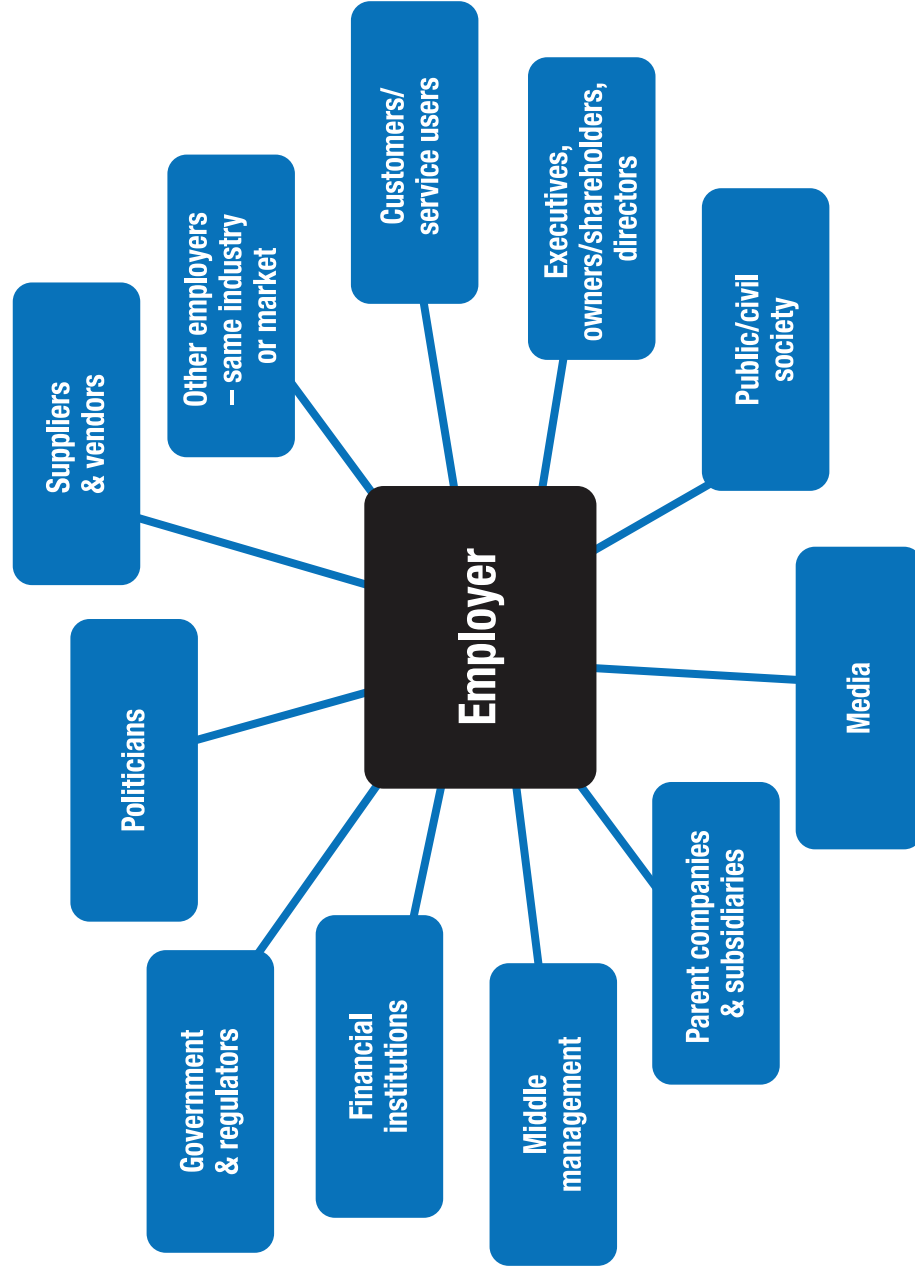 Suppliers
& vendors
Politicians
Other employers
– same industry
or market
Government
& regulators
Customers/
service users
Financial
institutions
Employer
Executives,
owners/shareholders,
directors
Middle
management
Public/civil
society
Parent companies
& subsidiaries
Media